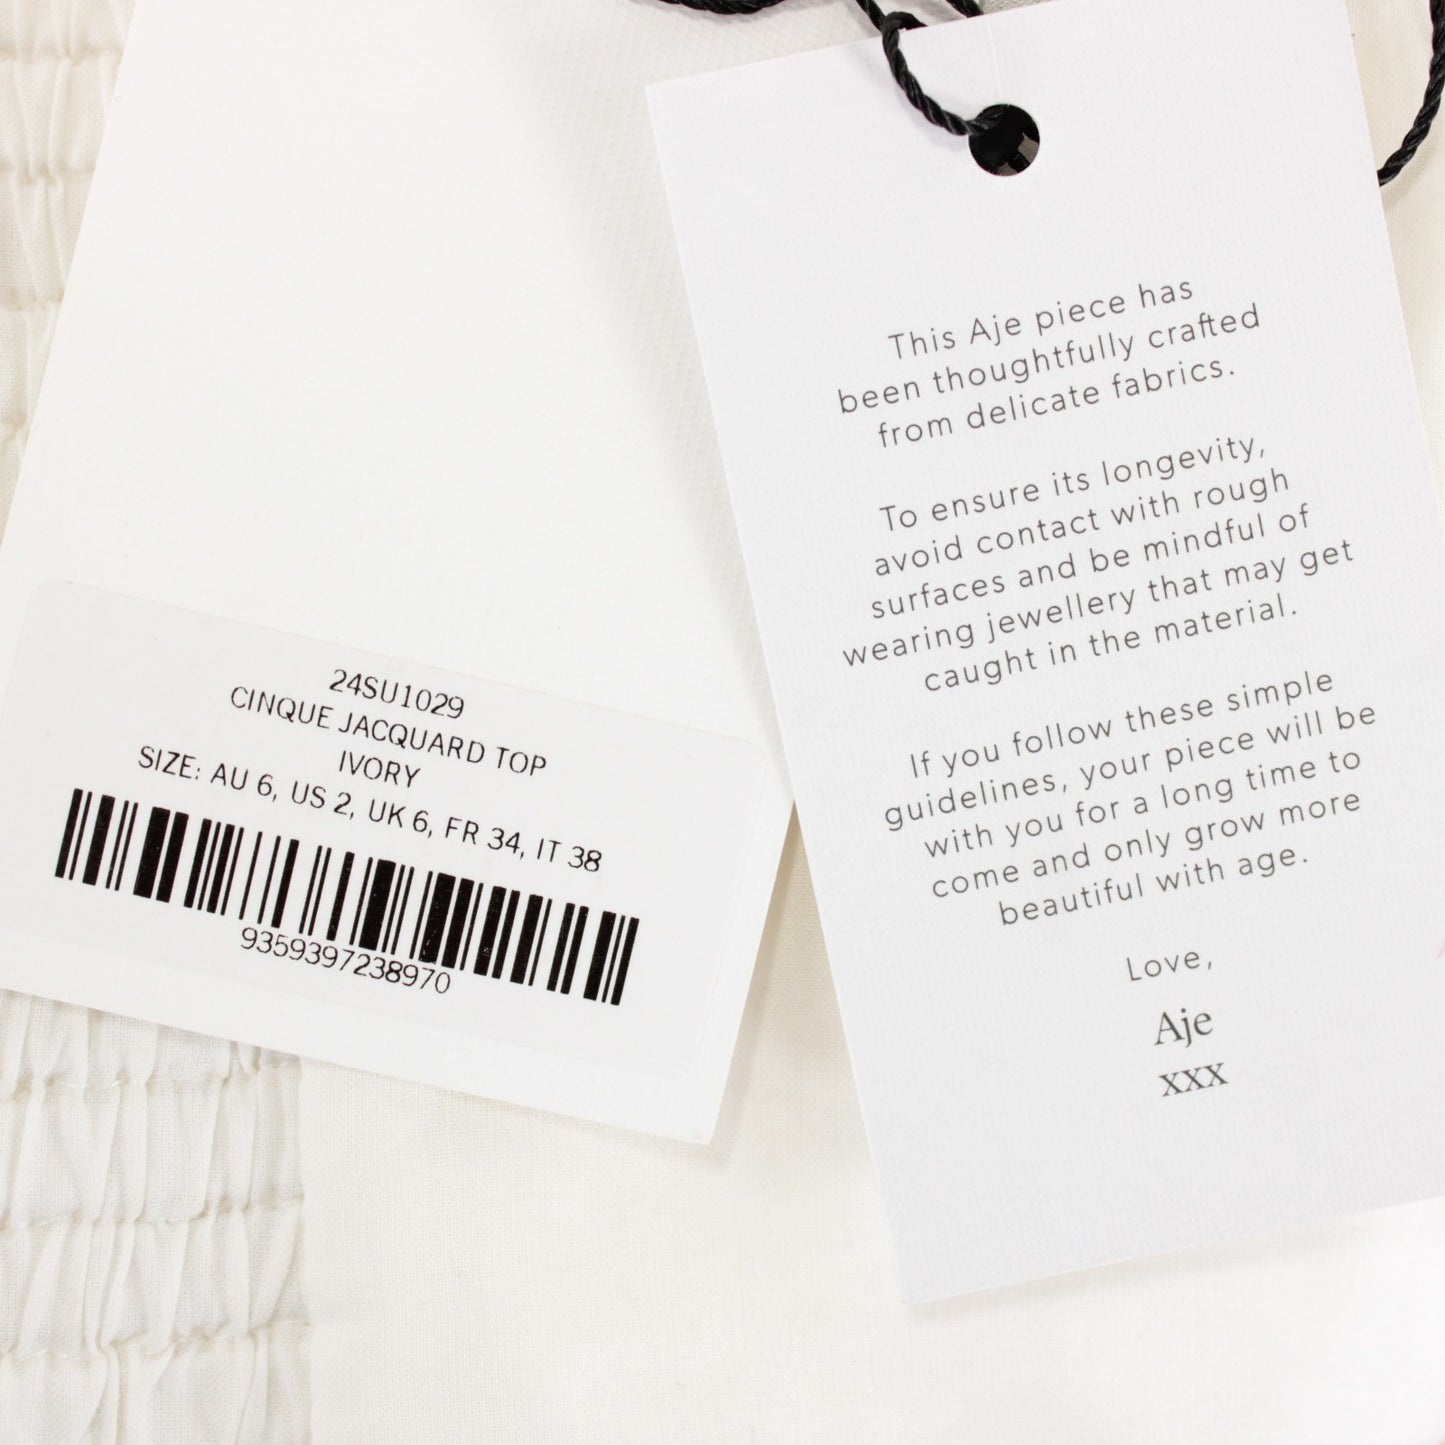 24SU1029
CINQUE JACQUARD TOP
IVORY
SIZE: AU 6, US 2, UK 6, FR 34, IT 38
9359397238970
This Aje piece has
been thoughtfully crafted
from delicate fabrics.
To ensure its longevity,
avoid contact with rough
surfaces and be mindful of
wearing jewellery that may get
caught in the material.
If you follow these simple
guidelines, your piece will be
with you for a long time to
come and only grow more
beautiful with age.
Love,
Aje
xxx